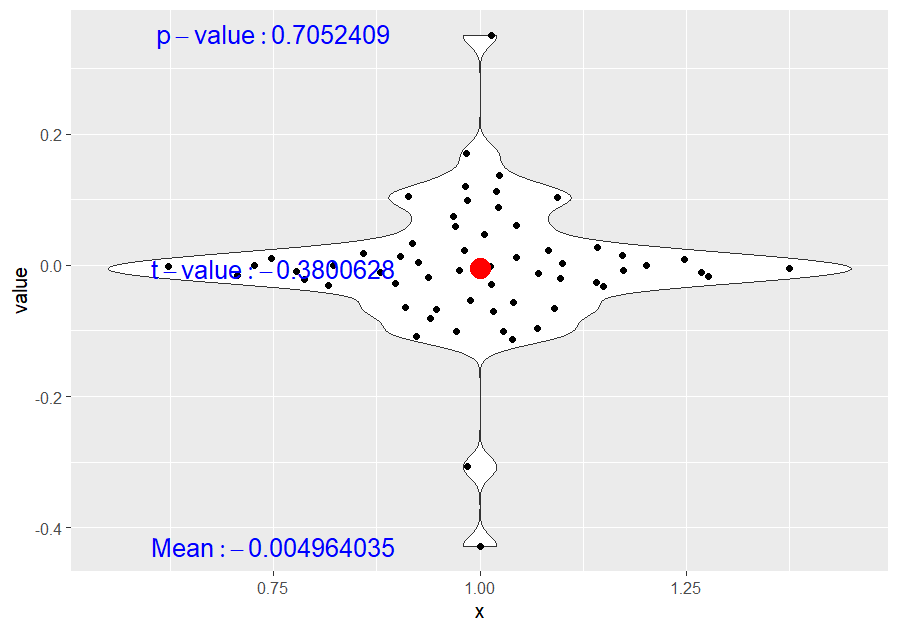 p − value : 0.7052409
0.2
0.0
t − value : − 0.3800628
value
-0.2
-0.4
Mean : − 0.004964035
0.75 1.00 1.25
x